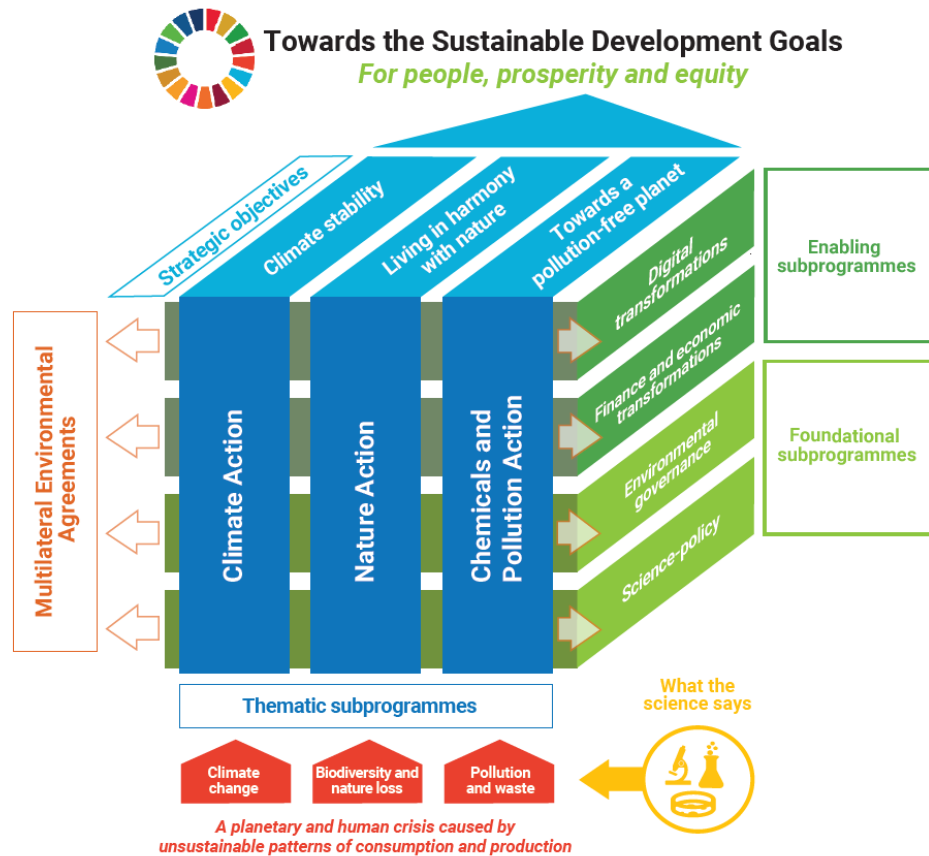 Towards the Sustainable Development Goals
For people, prosperity and equity
Strategic objectives
Climate stability
Living in harmony
with nature
Towards a
pollution-free planet
Digital
transformations
Finance and economic
transformations
Environmental
governance
Science-policy
Enabling
subprogrammes
Foundational
subprogrammes
Multilateral Environmental
Agreements
Climate Action
Nature Action
Chemicals and
Pollution Action
Thematic subprogrammes
What the
science says
Climate
change
Biodiversity and
nature loss
Pollution
and waste
A planetary and human crisis caused by
unsustainable patterns of consumption and production